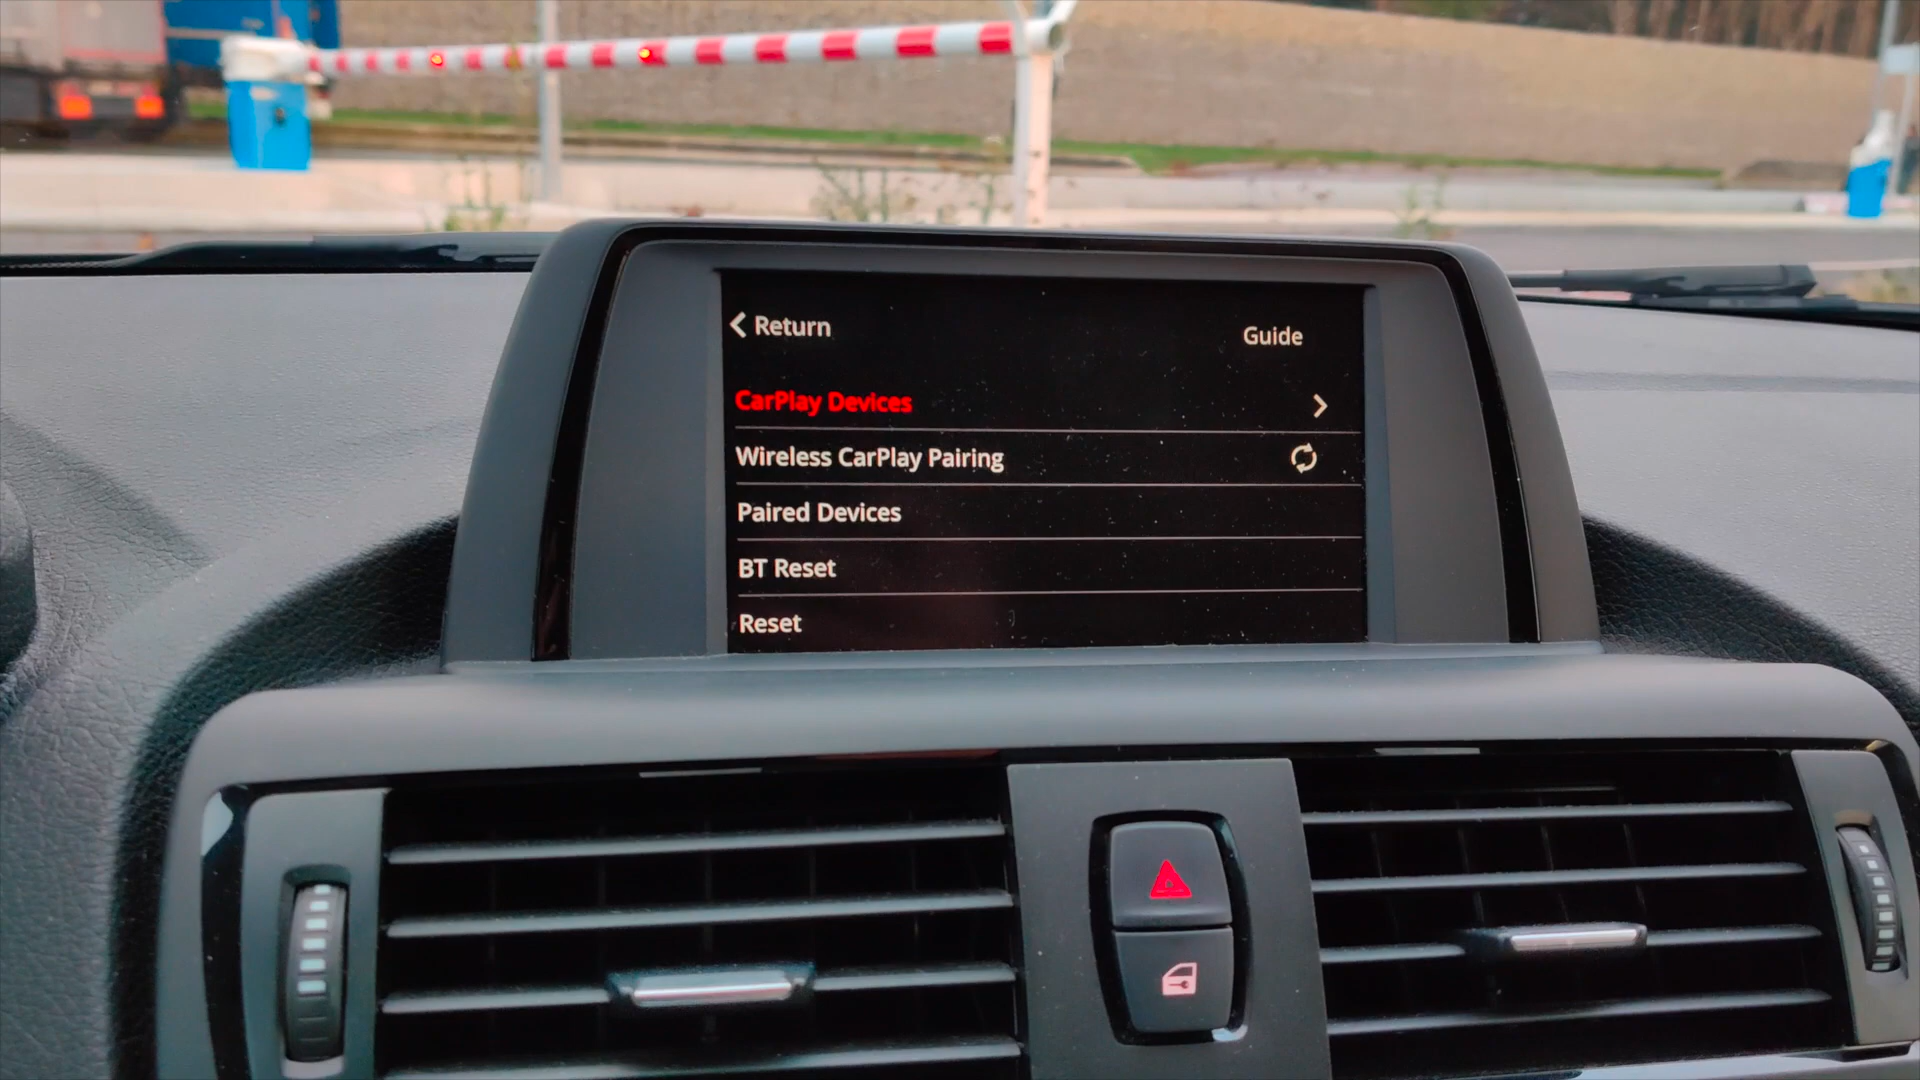 Return
Guide
CarPlay Devices
Wireless CarPlay Pairing
Paired Devices
BT Reset
Reset